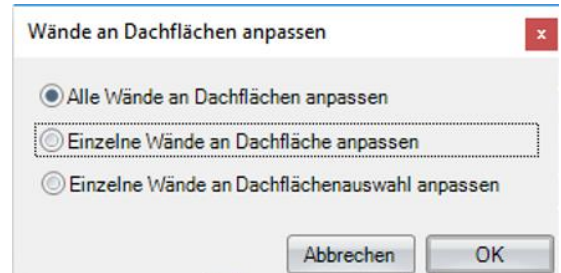 Wände an Dachflächen anpassen
x
Alle Wände an Dachflächen anpassen
Einzelne Wände an Dachfläche anpassen
Einzelne Wände an Dachflächenauswahl anpassen
Abbrechen OK